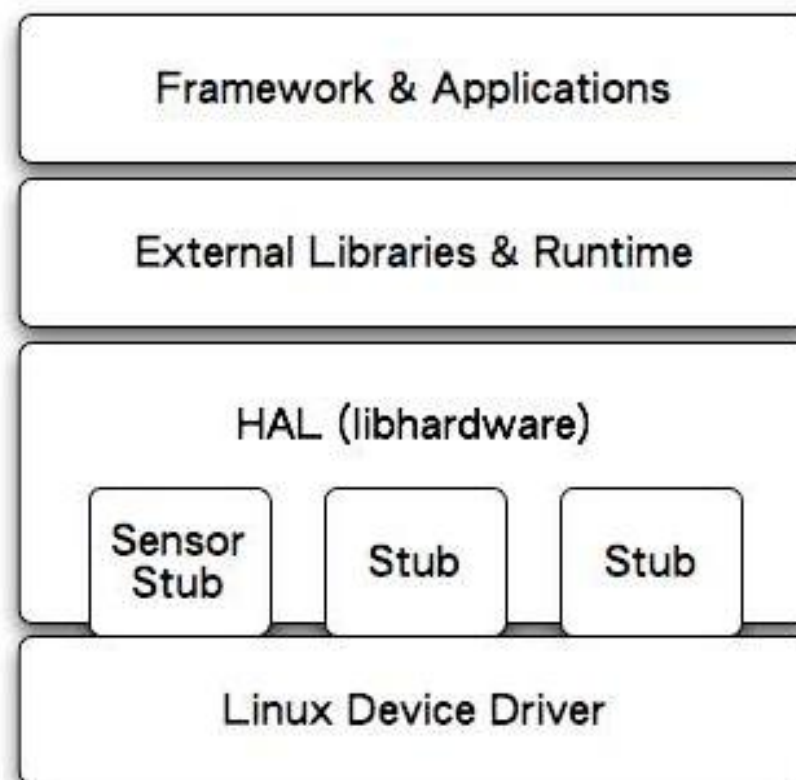 Framework & Applications
External Libraries & Runtime
HAL (libhardware)
Sensor
Stub
Stub
Stub
Linux Device Driver